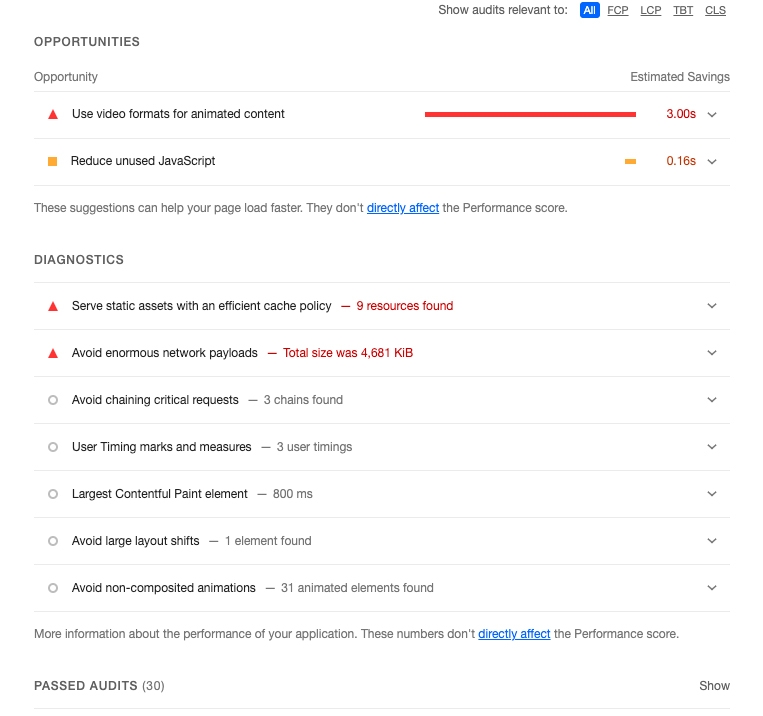 Show audits relevant to: All FCP LCP TBT CLS
OPPORTUNITIES
Opportunity Estimated Savings
Use video formats for animated content 3.00s
Reduce unused JavaScript 0.16s
These suggestions can help your page load faster. They don't directly affect the Performance score.
DIAGNOSTICS
Serve static assets with an efficient cache policy — 9 resources found
Avoid enormous network payloads — Total size was 4,681 KiB
Avoid chaining critical requests — 3 chains found
User Timing marks and measures — 3 user timings
Largest Contentful Paint element — 800 ms
Avoid large layout shifts — 1 element found
Avoid non-composited animations — 31 animated elements found
More information about the performance of your application. These numbers don't directly affect the Performance score.
PASSED AUDITS (30) Show